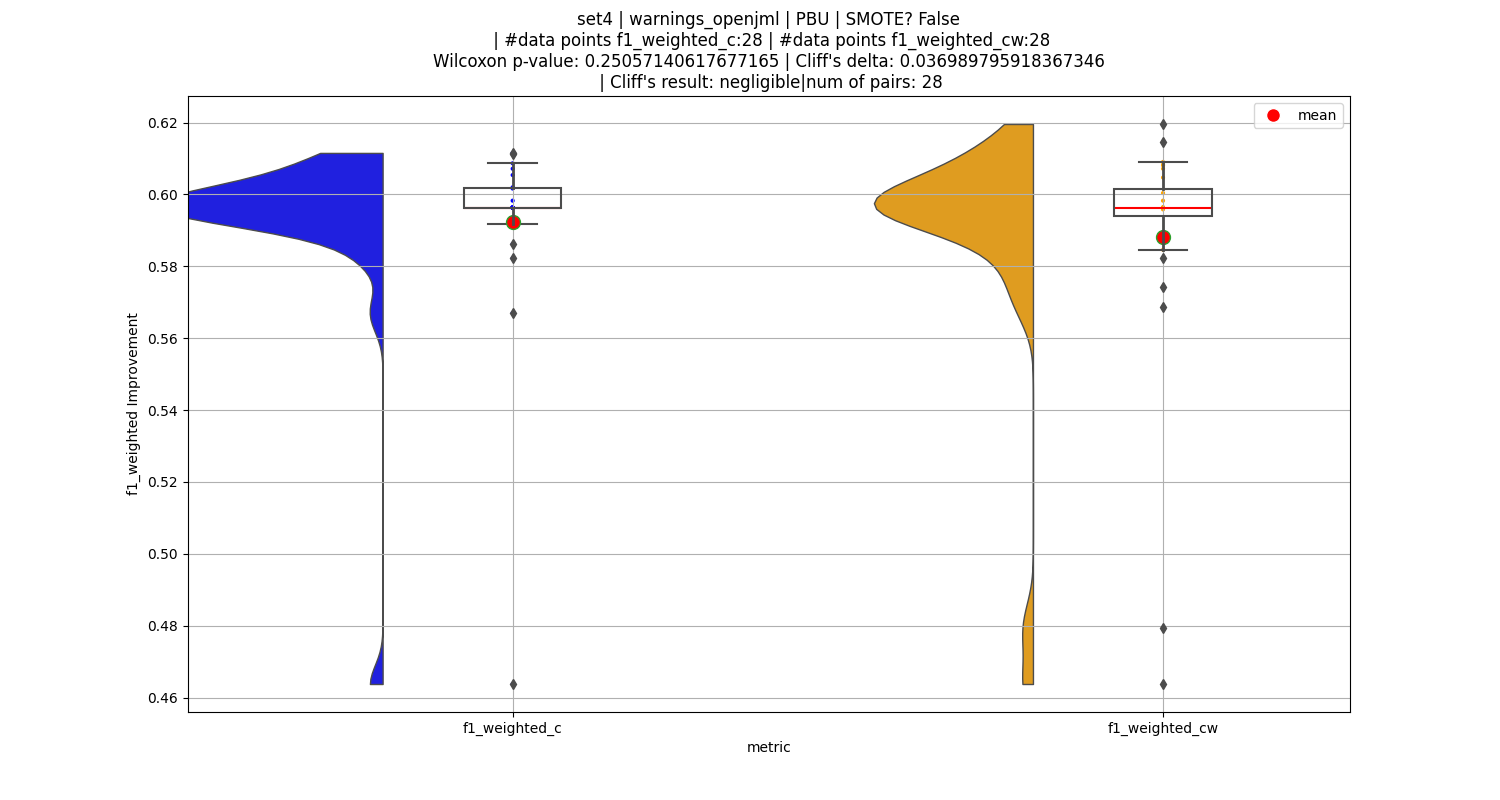 set4 | warnings_openjml | PBU | SMOTE? False
| #data points f1_weighted_c:28 | #data points f1_weighted_cw:28
Wilcoxon p-value: 0.25057140617677165 | Cliff's delta: 0.036989795918367346
| Cliff's result: negligible|num of pairs: 28
mean
0.62
0.60
0.58
0.56
0.54
0.52
0.50
0.48
0.46
f1_weighted Improvement
f1_weighted_c
f1_weighted_cw
metric